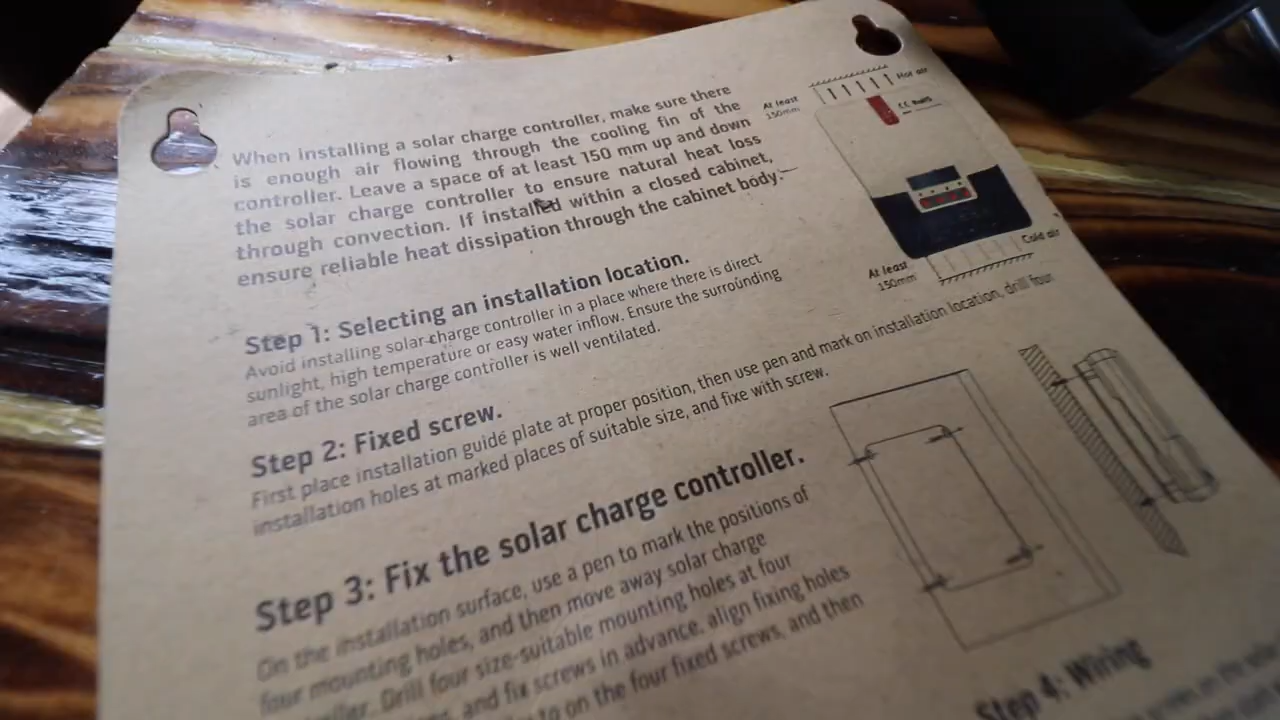 When installing a solar charge controller, make sure there
is enough air flowing through the cooling fin of the
controller. Leave a space of at least 150 mm up and down
the solar charge controller to ensure natural heat loss
through convection. If installed within a closed cabinet,
ensure reliable heat dissipation through the cabinet body.
At least
150mm
Hot air
At least
150mm
Cold air
Step 1: Selecting an installation location.
Avoid installing solar charge controller in a place where there is direct
sunlight, high temperature or easy water inflow. Ensure the surrounding
area of the solar charge controller is well ventilated.
Step 2: Fixed screw.
First place installation guide plate at proper position, then use pen and mark on installation location, drill four
installation holes at marked places of suitable size, and fixe with screw.
Step 3: Fix the solar charge controller.
On the installation surface, use a pen to mark the positions of
four mounting holes, and then move away solar charge
Drill four size-suitable mounting holes at four
and fix screws in advance, align fixing holes
to on the four fixed screws, and then
Step 4: Wiring